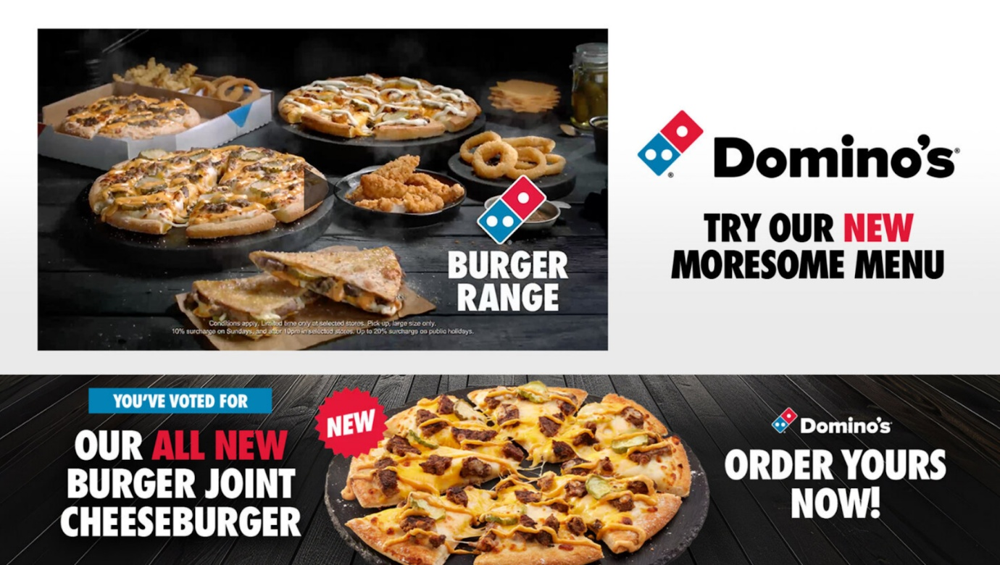 BURGER
RANGE
Conditions apply. Limited time only at selected stores. Pick up, large size only.
10% surcharge on Sundays, and after 10pm in selected stores. Up to 20% surcharge on public holidays.
Domino's®
TRY OUR NEW
MORESOME MENU
YOU'VE VOTED FOR
OUR ALL NEW
BURGER JOINT
CHEESEBURGER
NEW
Domino's
ORDER YOURS
NOW!